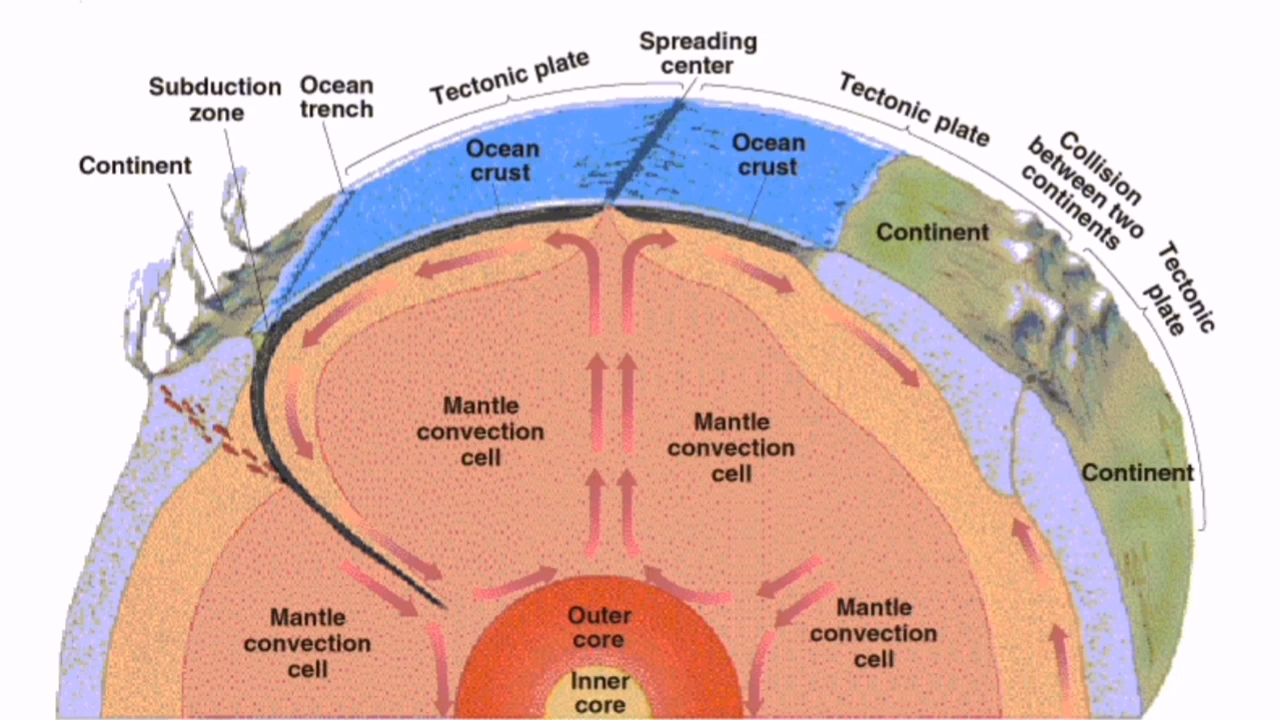 Spreading
center
Tectonic plate
Tectonic plate
Subduction
zone
Ocean
trench
Continent
Ocean
crust
Ocean
crust
Collision
between two
continents
Continent
Tectonic
plate
Mantle
convection
cell
Mantle
convection
cell
Continent
Mantle
convection
cell
Outer
core
Mantle
convection
cell
Inner
core